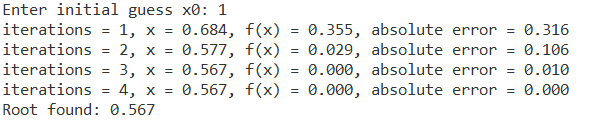 Enter initial guess x0: 1
iterations = 1, x = 0.684, f(x) = 0.355, absolute error = 0.316
iterations = 2, x = 0.577, f(x) = 0.029, absolute error = 0.106
iterations = 3, x = 0.567, f(x) = 0.000, absolute error = 0.010
iterations = 4, x = 0.567, f(x) = 0.000, absolute error = 0.000
Root found: 0.567